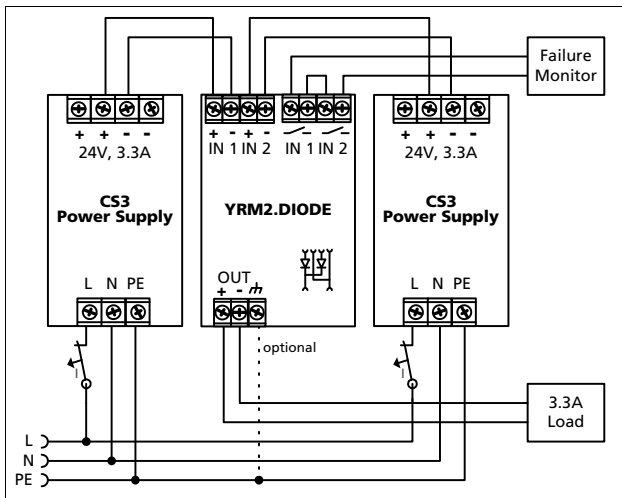 Failure
Monitor
+ + - -
24V, 3.3A
CS3
Power Supply
L N PE
+ - + -
IN 1 IN 2 IN 1 IN 2
YRM2.DIODE
OUT
+ -
optional
+ + - -
24V, 3.3A
CS3
Power Supply
L N PE
I
I
3.3A
Load
L
N
PE